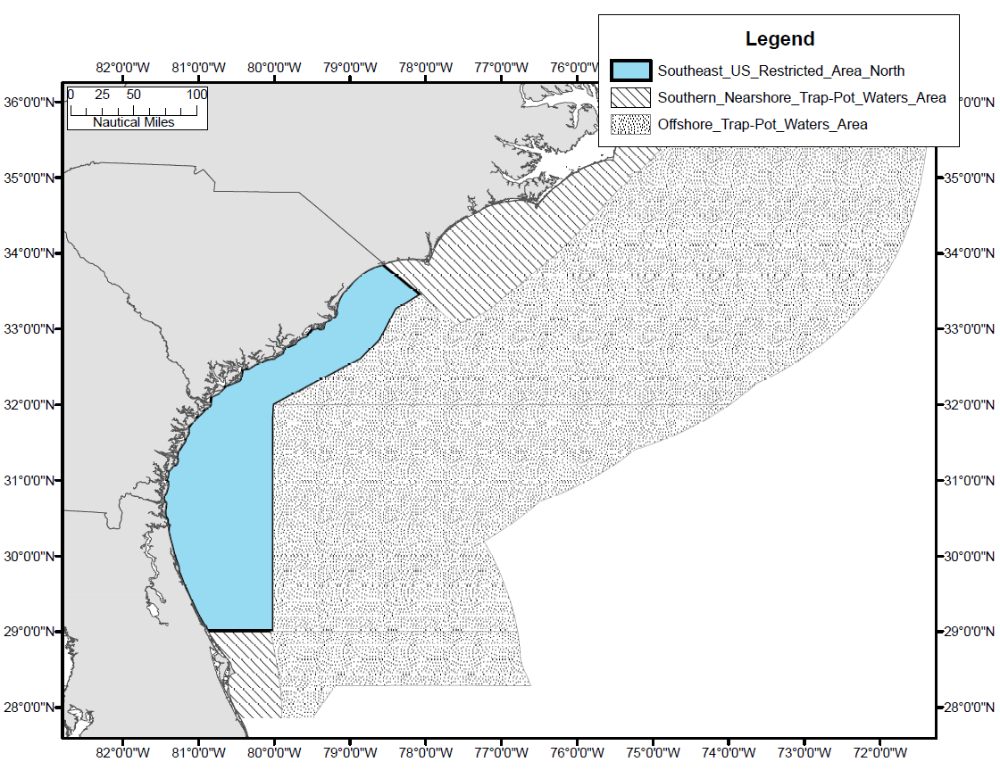 Legend
Southeast_US_Restricted_Area_North
Southern_Nearshore_Trap-Pot_Waters_Area
Offshore_Trap-Pot_Waters_Area
82°0'0"W 81°0'0"W 80°0'0"W 79°0'0"W 78°0'0"W 77°0'0"W 76°0'0"W
0 25 50 100
Nautical Miles
36°0'0"N °0'0"N
35°0'0"N 35°0'0"N
34°0'0"N 34°0'0"N
33°0'0"N 33°0'0"N
32°0'0"N 32°0'0"N
31°0'0"N 31°0'0"N
30°0'0"N 30°0'0"N
29°0'0"N 29°0'0"N
28°0'0"N 28°0'0"N
82°0'0"W 81°0'0"W 80°0'0"W 79°0'0"W 78°0'0"W 77°0'0"W 76°0'0"W 75°0'0"W 74°0'0"W 73°0'0"W 72°0'0"W